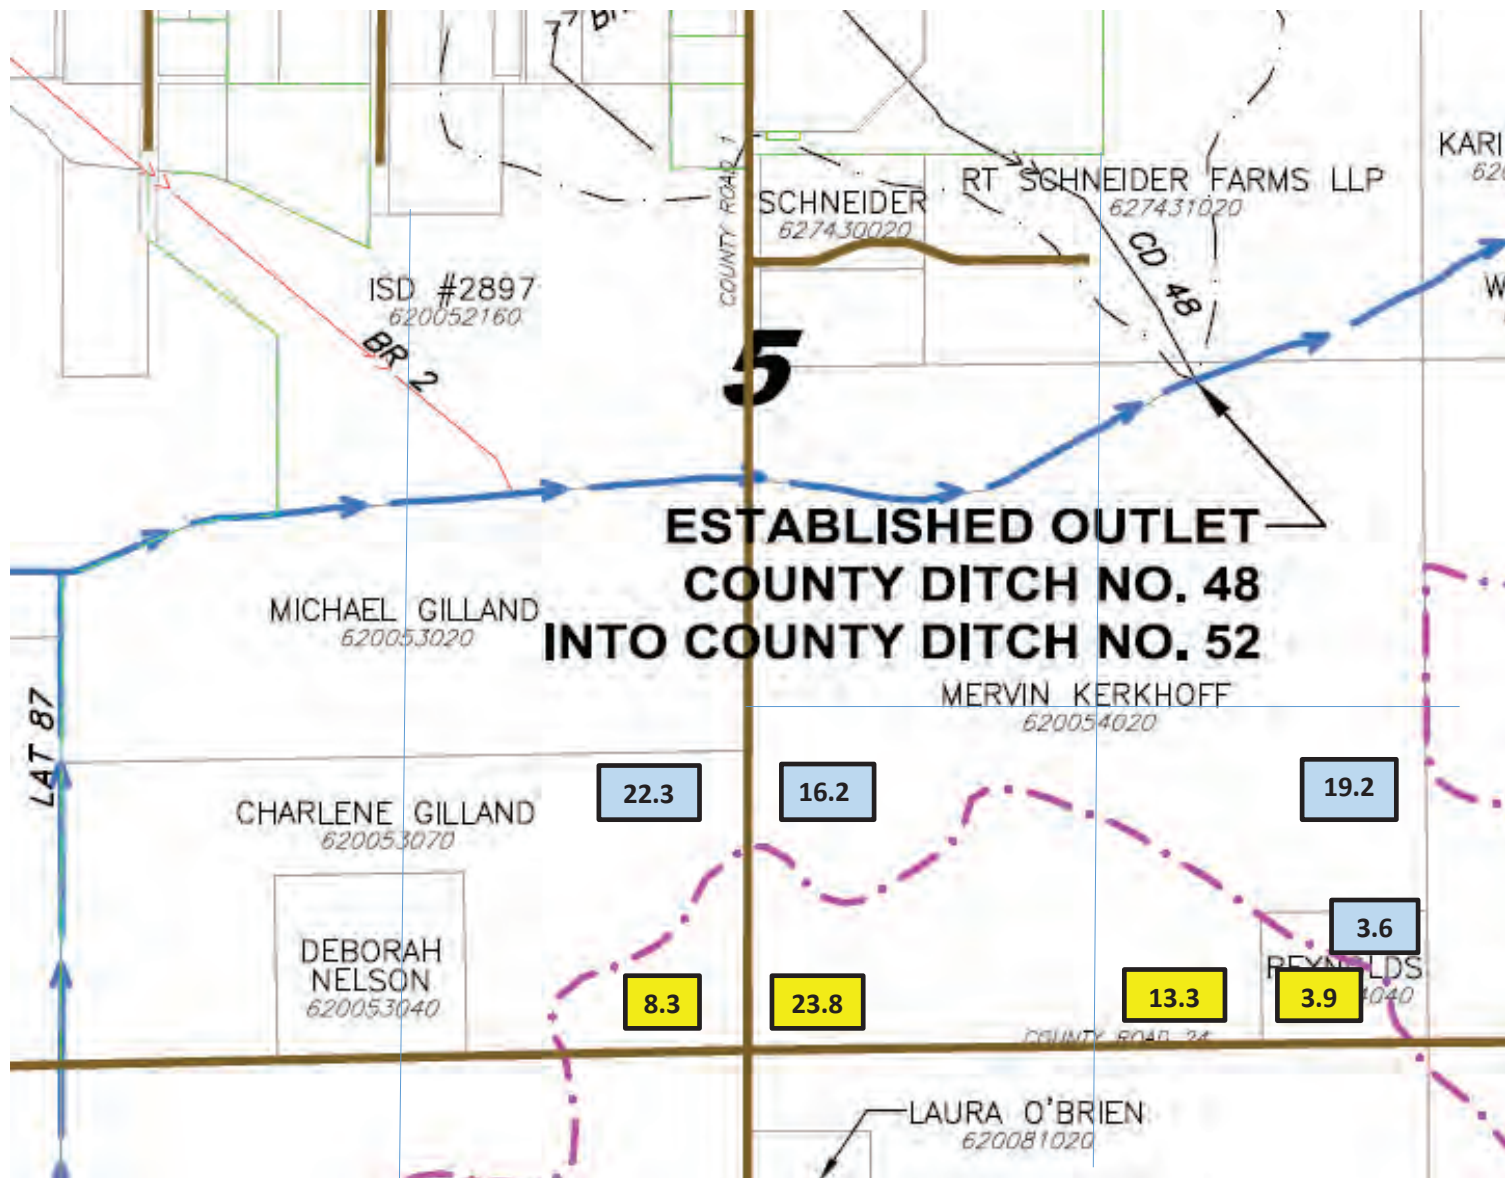 KARI
COUNTY ROAD 1
SCHNEIDER
627430020
RT SCHNEIDER FARMS LLP
627431020
CD 48
ISD #2897
620052160
BR 2
5
W
ESTABLISHED OUTLET
COUNTY DITCH NO. 48
INTO COUNTY DITCH NO. 52
MICHAEL GILLAND
620053020
MERVIN KERKHOFF
620054020
LAT 87
22.3
16.2
19.2
CHARLENE GILLAND
620053070
3.6
DEBORAH
NELSON
620053040
REYNOLDS
4040
8.3
23.8
13.3
3.9
COUNTY ROAD 24
LAURA O'BRIEN
620081020